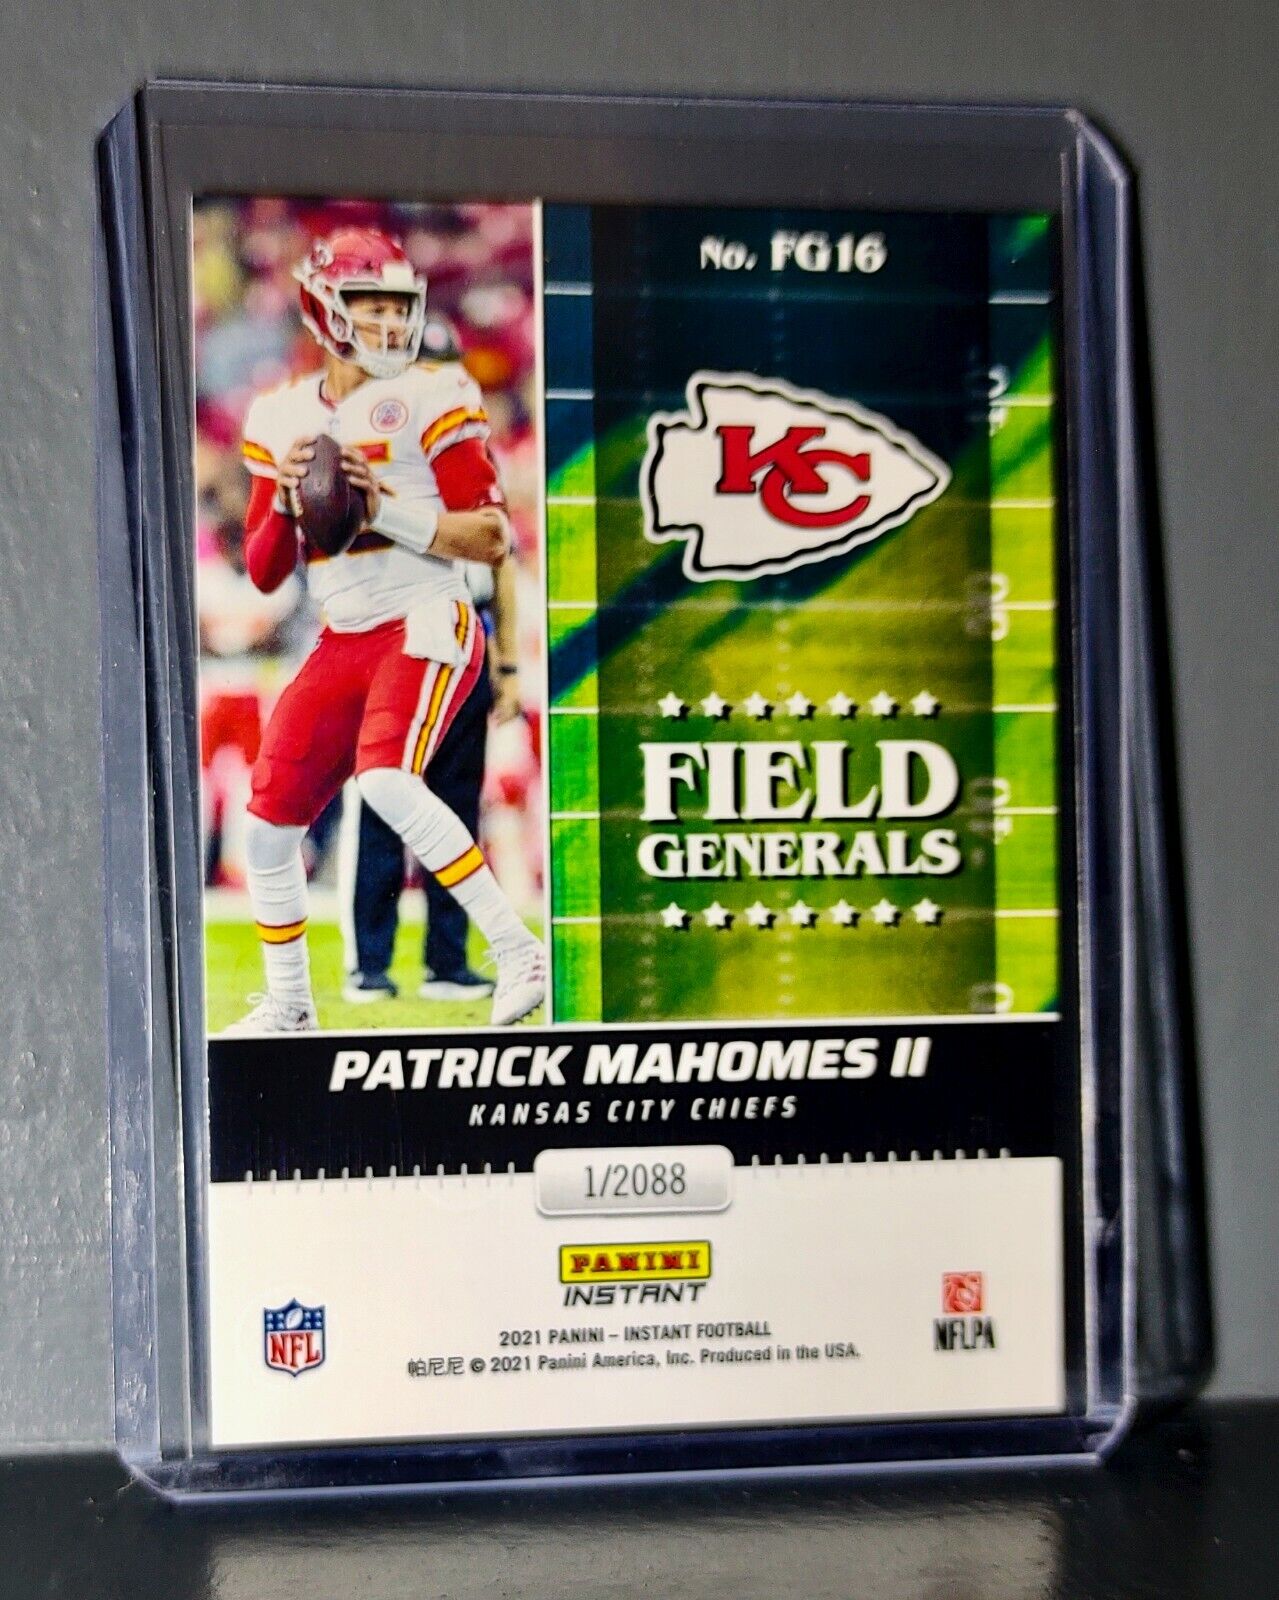 No. FG16
KC
FIELD
GENERALS
PATRICK MAHOMES II
KANSAS CITY CHIEFS
1/2088
PANINI
INSTANT
NFL
NFLPA
2021 PANINI – INSTANT FOOTBALL
帕尼尼 © 2021 Panini America, Inc. Produced in the USA.